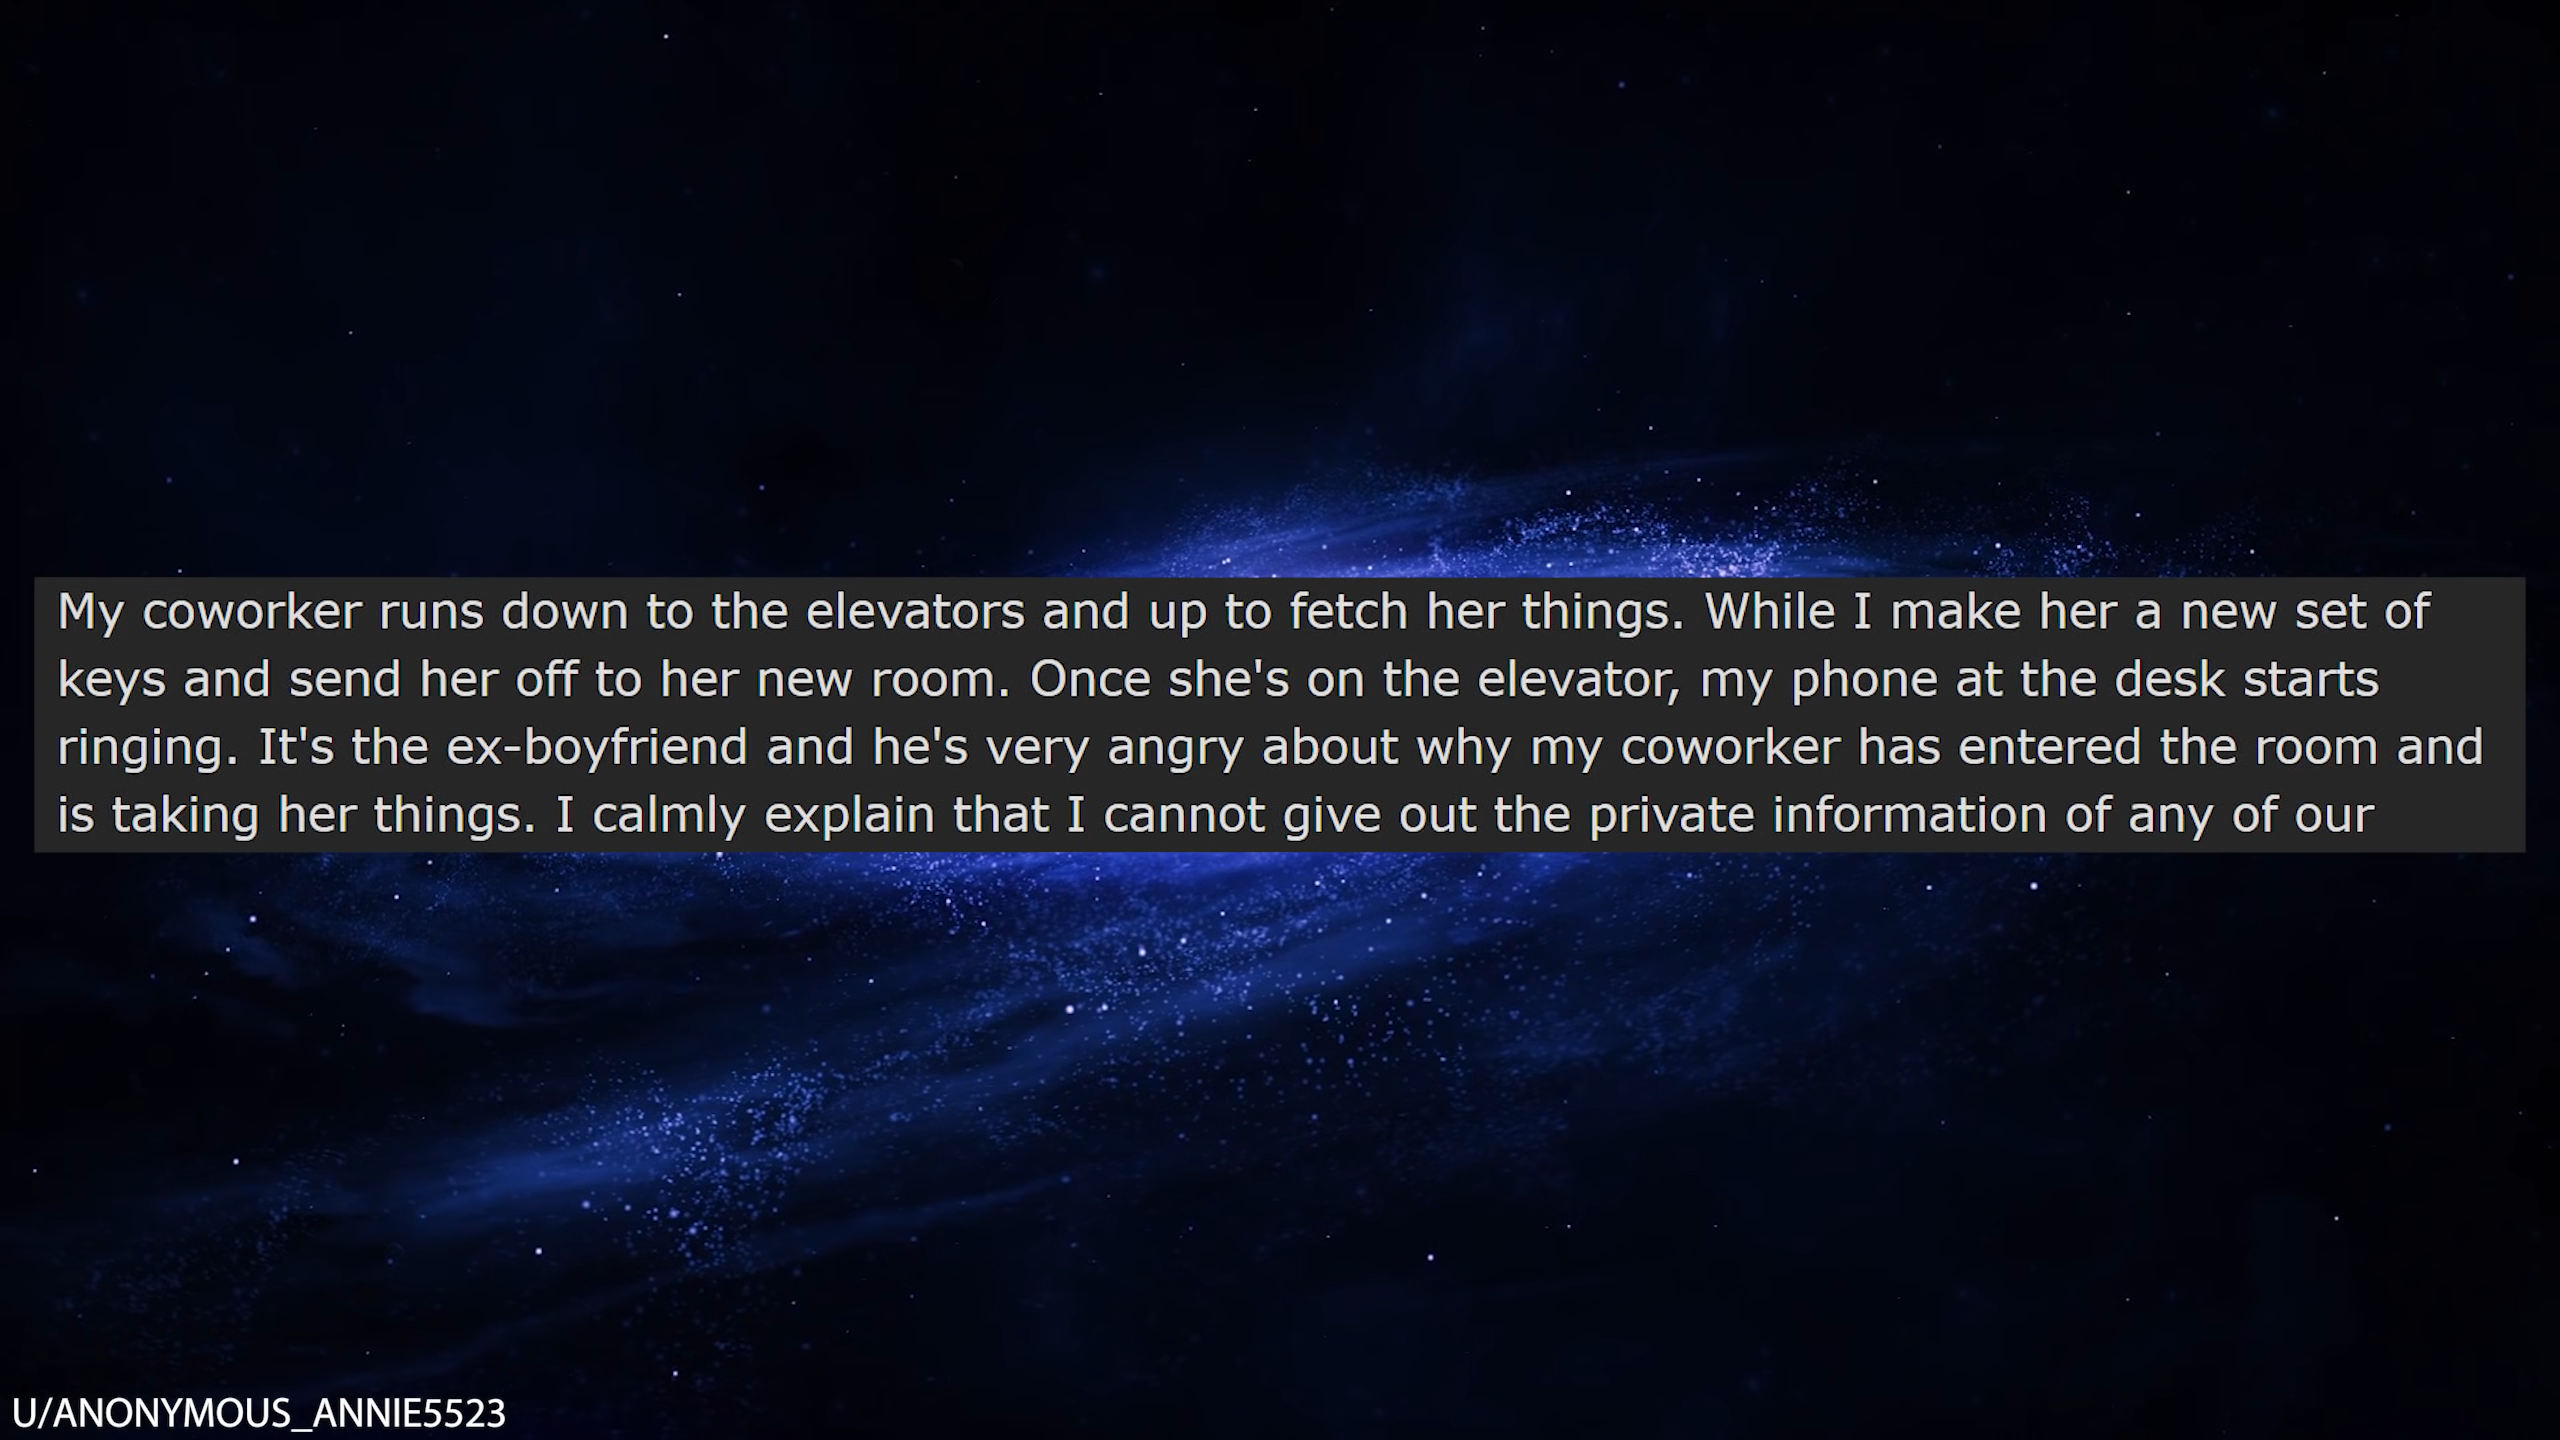 My coworker runs down to the elevators and up to fetch her things. While I make her a new set of
keys and send her off to her new room. Once she's on the elevator, my phone at the desk starts
ringing. It's the ex-boyfriend and he's very angry about why my coworker has entered the room and
is taking her things. I calmly explain that I cannot give out the private information of any of our
U/ANONYMOUS_ANNIE5523